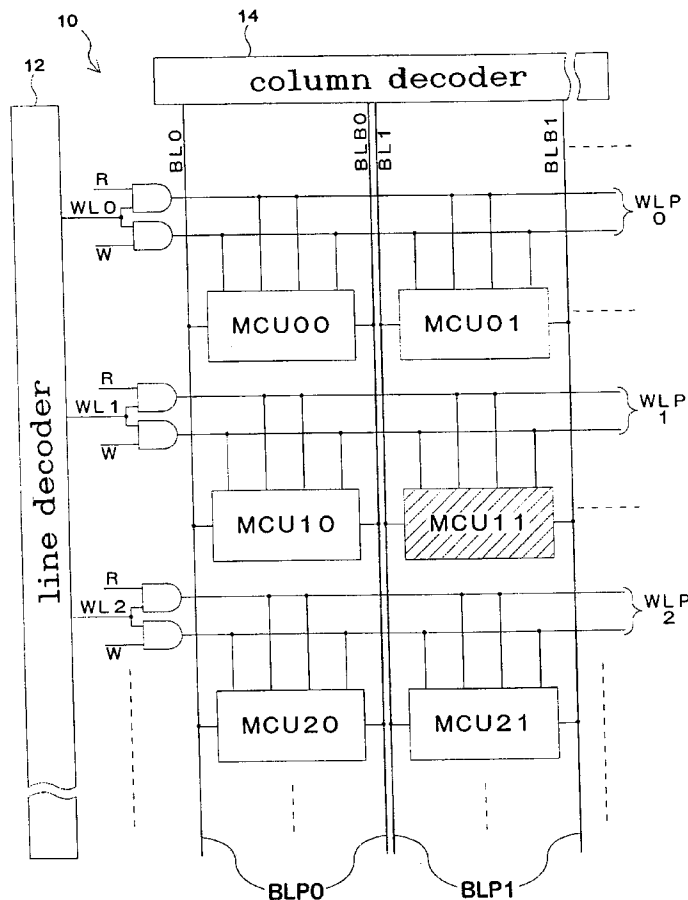 10
14
12
column decoder
line decoder
BL0
BLB0
BL1
BLB1
R
WL0
W
WLP
0
MCU00
MCU01
R
WL1
W
WLP
1
MCU10
MCU11
R
WL2
W
WLP
2
MCU20
MCU21
BLP0
BLP1